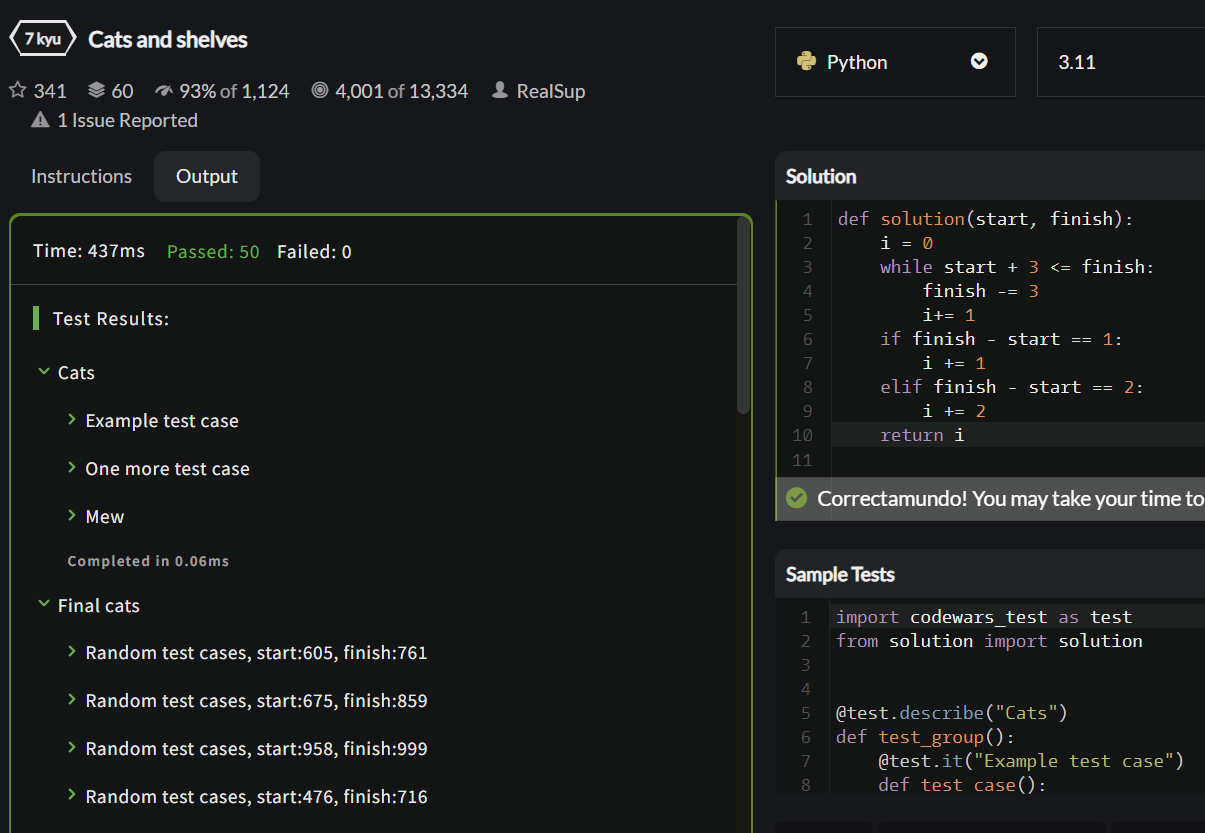 7 kyu Cats and shelves
341 60 93% of 1,124 4,001 of 13,334 RealSup
1 Issue Reported
Instructions Output
Time: 437ms Passed: 50 Failed: 0
Test Results:
Cats
Example test case
One more test case
Mew
Completed in 0.06ms
Final cats
Random test cases, start:605, finish:761
Random test cases, start:675, finish:859
Random test cases, start:958, finish:999
Random test cases, start:476, finish:716
Python 3.11
Solution
1 def solution(start, finish):
2 i = 0
3 while start + 3 <= finish:
4 finish -= 3
5 i+= 1
6 if finish - start == 1:
7 i += 1
8 elif finish - start == 2:
9 i += 2
10 return i
11
Correctamundo! You may take your time to
Sample Tests
1 import codewars_test as test
2 from solution import solution
3
4
5 @test.describe("Cats")
6 def test_group():
7 @test.it("Example test case")
8 def test_case():